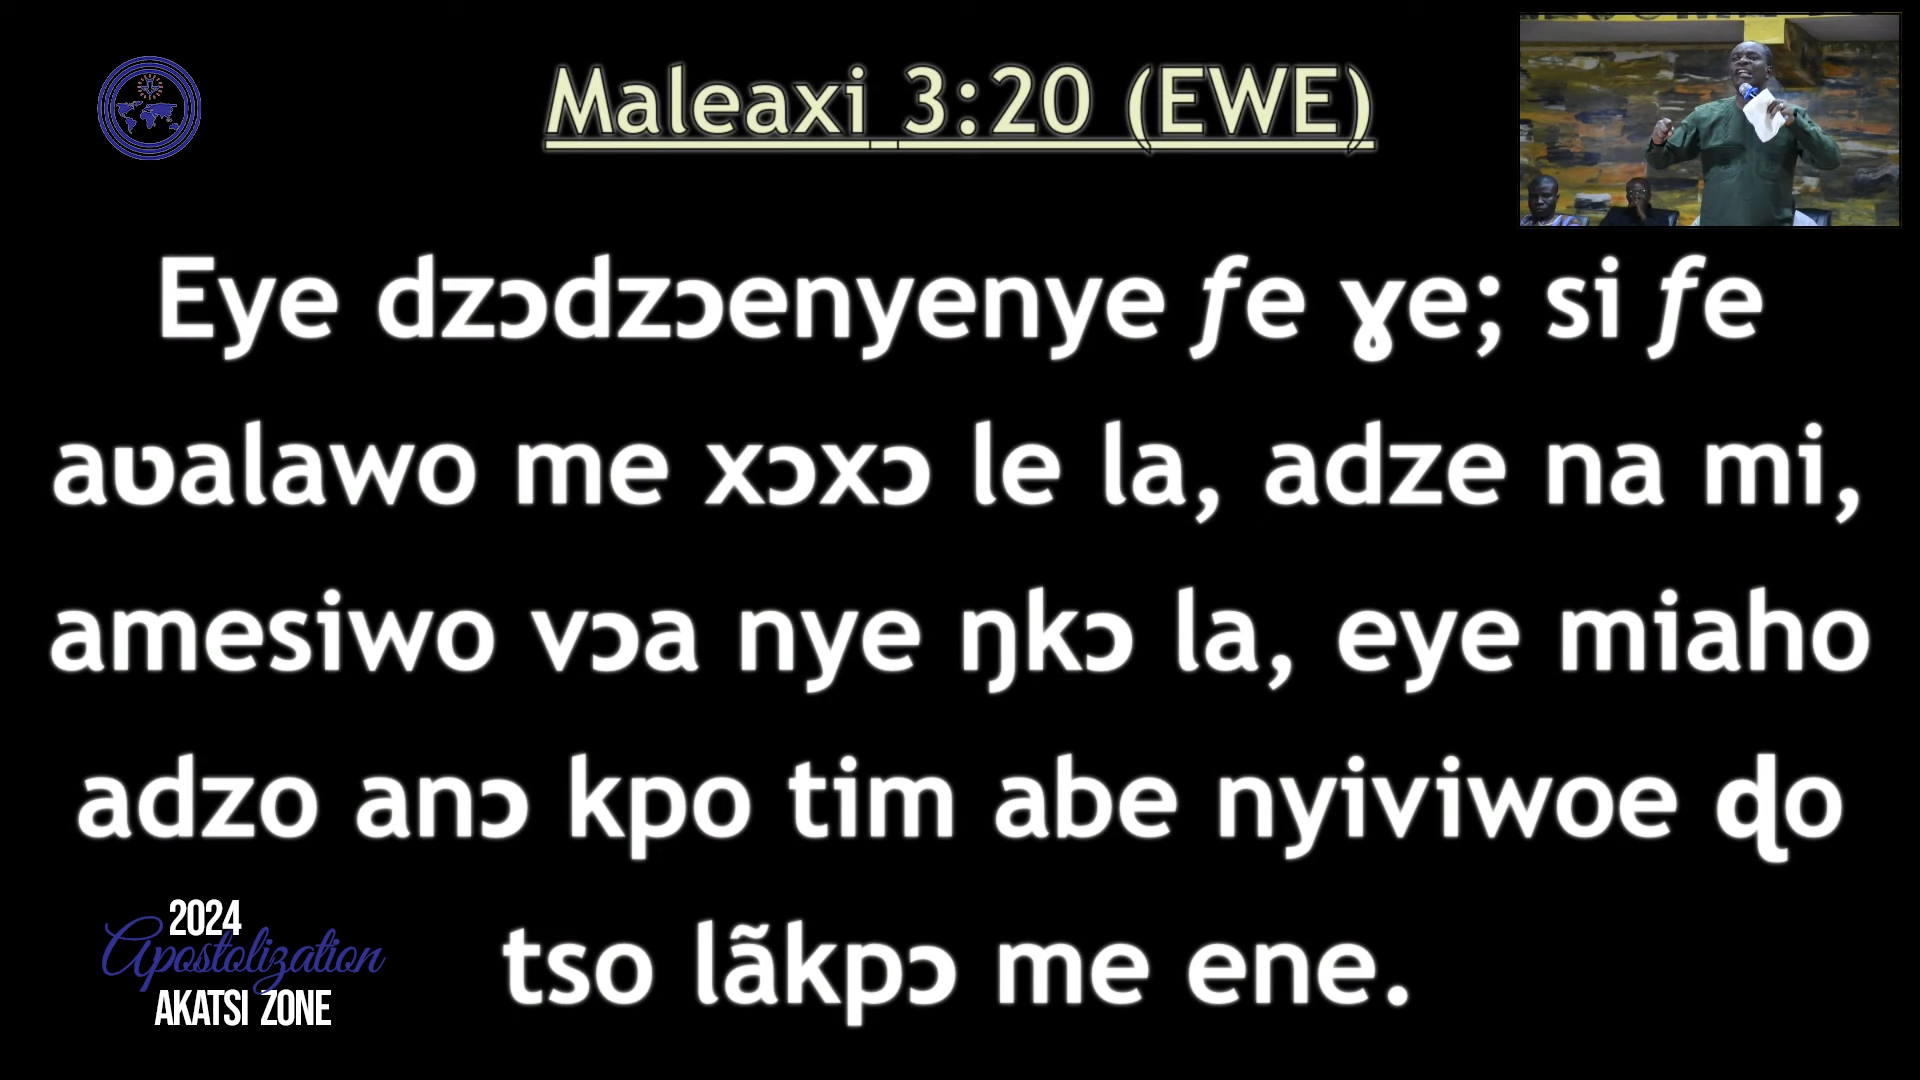 Maleaxi 3:20 (EWE)
Eye dzɔdzɔenyenye ƒe ɣe; si ƒe
aʋalawo me xɔxɔ le la, adze na mi,
amesiwo vɔa nye ŋkɔ la, eye miaho
adzo anɔ kpo tim abe nyiviwoe ɖo
tso lãkpɔ me ene.
2024
Apostolization
AKATSI ZONE